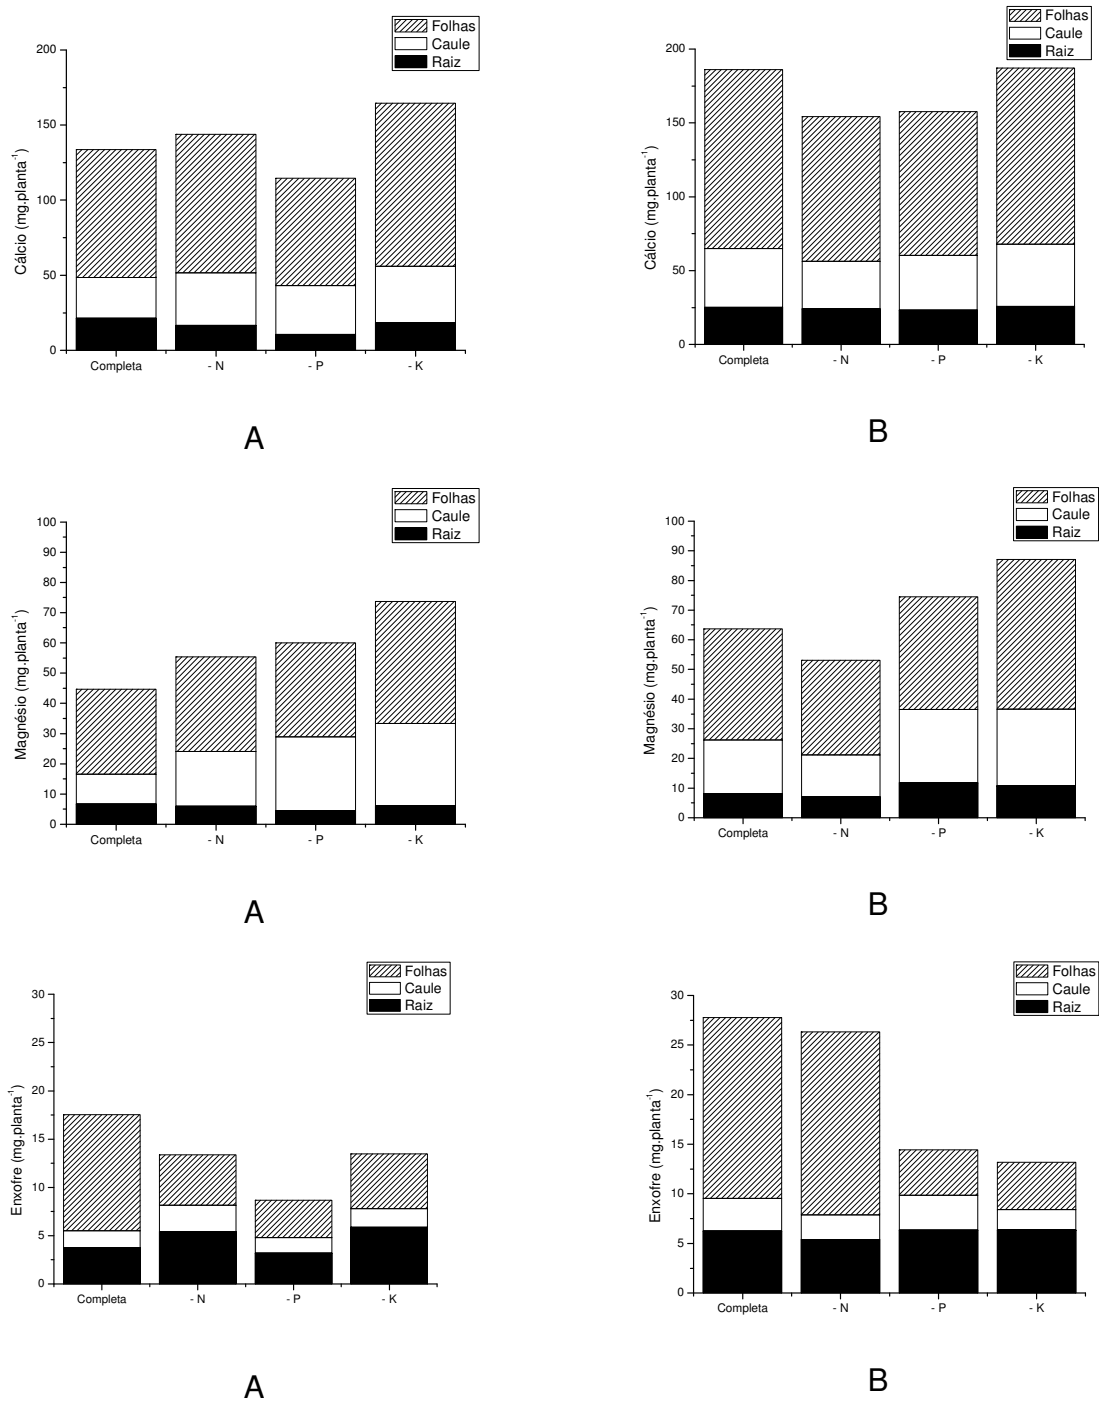 Folhas
Caule
Raiz
200
150
100
50
0
Cálcio (mg.planta-1)
Completa - N - P - K
A
Folhas
Caule
Raiz
200
150
100
50
0
Cálcio (mg.planta-1)
Completa - N - P - K
B
Folhas
Caule
Raiz
100
90
80
70
60
50
40
30
20
10
0
Magnésio (mg.planta-1)
Completa - N - P - K
A
Folhas
Caule
Raiz
100
90
80
70
60
50
40
30
20
10
0
Magnésio (mg.planta-1)
Completa - N - P - K
B
Folhas
Caule
Raiz
30
25
20
15
10
5
0
Enxofre (mg.planta-1)
Completa - N - P - K
A
Folhas
Caule
Raiz
30
25
20
15
10
5
0
Enxofre (mg.planta-1)
Completa - N - P - K
B